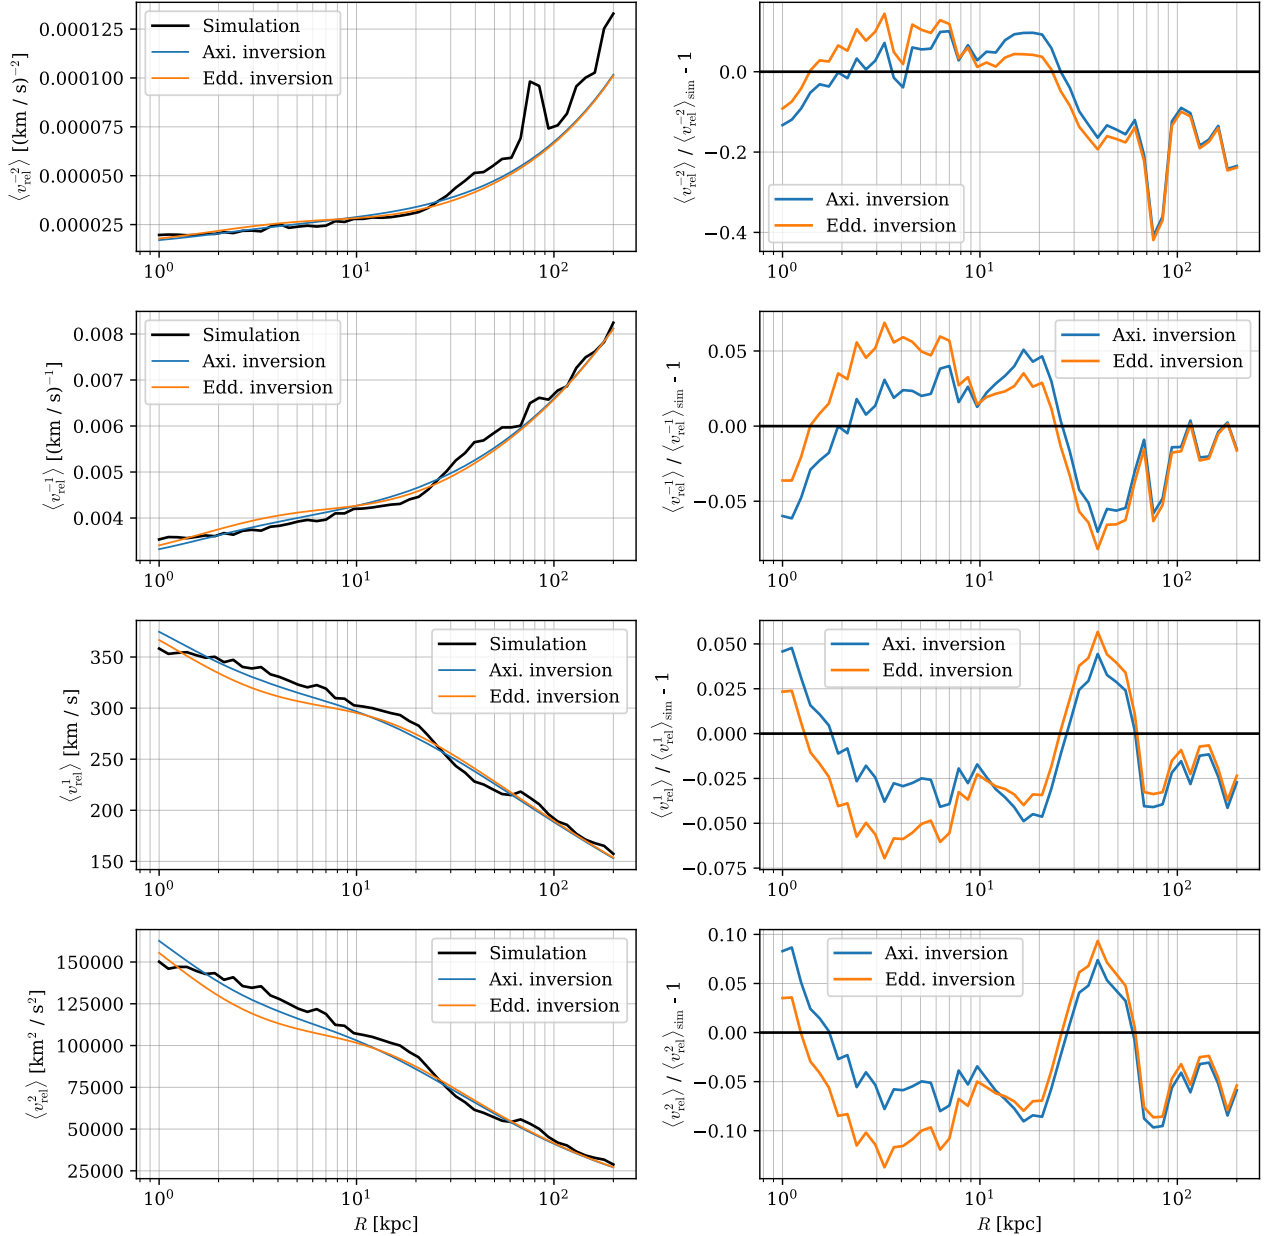 0.000125
0.000100
0.000075
0.000050
0.000025
⟨v_rel^−2⟩ [(km / s)^−2]
Simulation
Axi. inversion
Edd. inversion
10^0
10^1
10^2
0.0
−0.2
−0.4
⟨v_rel^−2⟩ / ⟨v_rel^−2⟩_sim - 1
Axi. inversion
Edd. inversion
10^0
10^1
10^2
0.008
0.007
0.006
0.005
0.004
⟨v_rel^−1⟩ [(km / s)^−1]
Simulation
Axi. inversion
Edd. inversion
10^0
10^1
10^2
0.05
0.00
−0.05
⟨v_rel^−1⟩ / ⟨v_rel^−1⟩_sim - 1
Axi. inversion
Edd. inversion
10^0
10^1
10^2
350
300
250
200
150
⟨v_rel^1⟩ [km / s]
Simulation
Axi. inversion
Edd. inversion
10^0
10^1
10^2
0.050
0.025
0.000
−0.025
−0.050
−0.075
⟨v_rel^1⟩ / ⟨v_rel^1⟩_sim - 1
Axi. inversion
Edd. inversion
10^0
10^1
10^2
150000
125000
100000
75000
50000
25000
⟨v_rel^2⟩ [km^2 / s^2]
Simulation
Axi. inversion
Edd. inversion
10^0
10^1
10^2
R [kpc]
0.10
0.05
0.00
−0.05
−0.10
⟨v_rel^2⟩ / ⟨v_rel^2⟩_sim - 1
Axi. inversion
Edd. inversion
10^0
10^1
10^2
R [kpc]